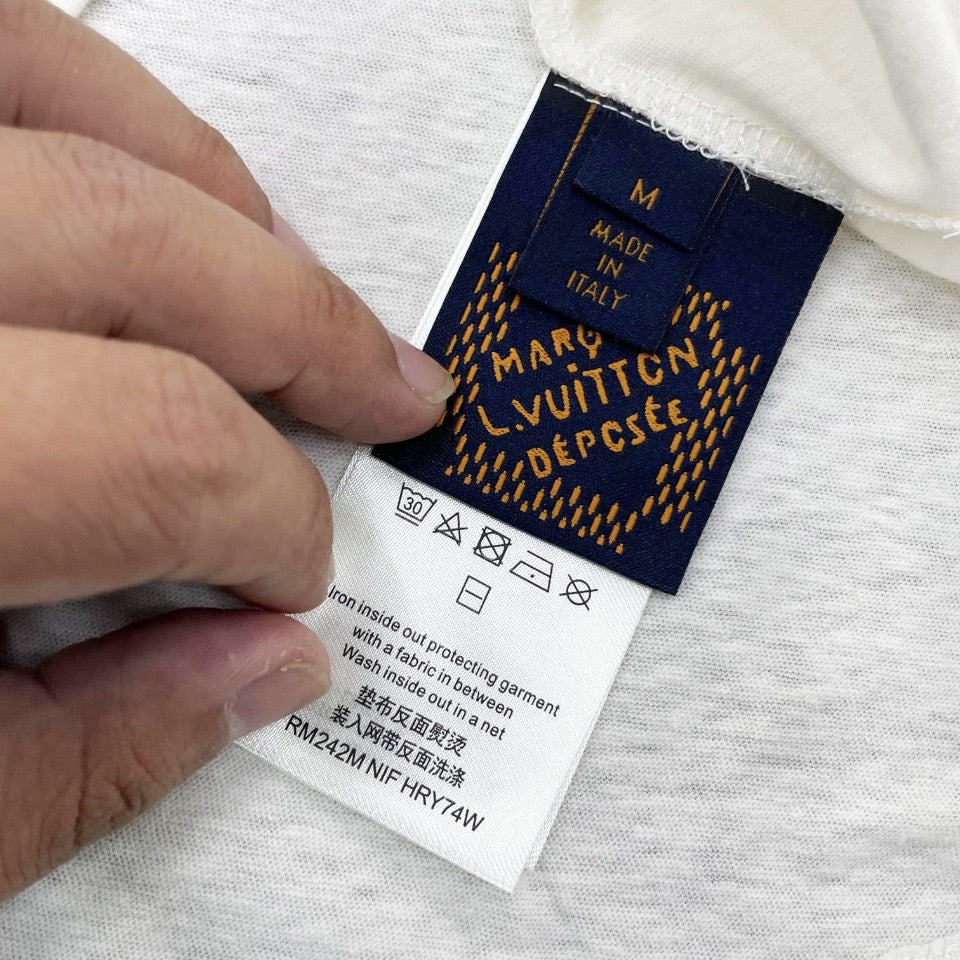 M
MADE
IN
ITALY
MARQ
L.VUiTTON
DÉPOSÉE
30
Iron inside out protecting garment
with a fabric in between
Wash inside out in a net
垫布反面熨烫
装入网带反面洗涤
RM242M NIF HRY74W